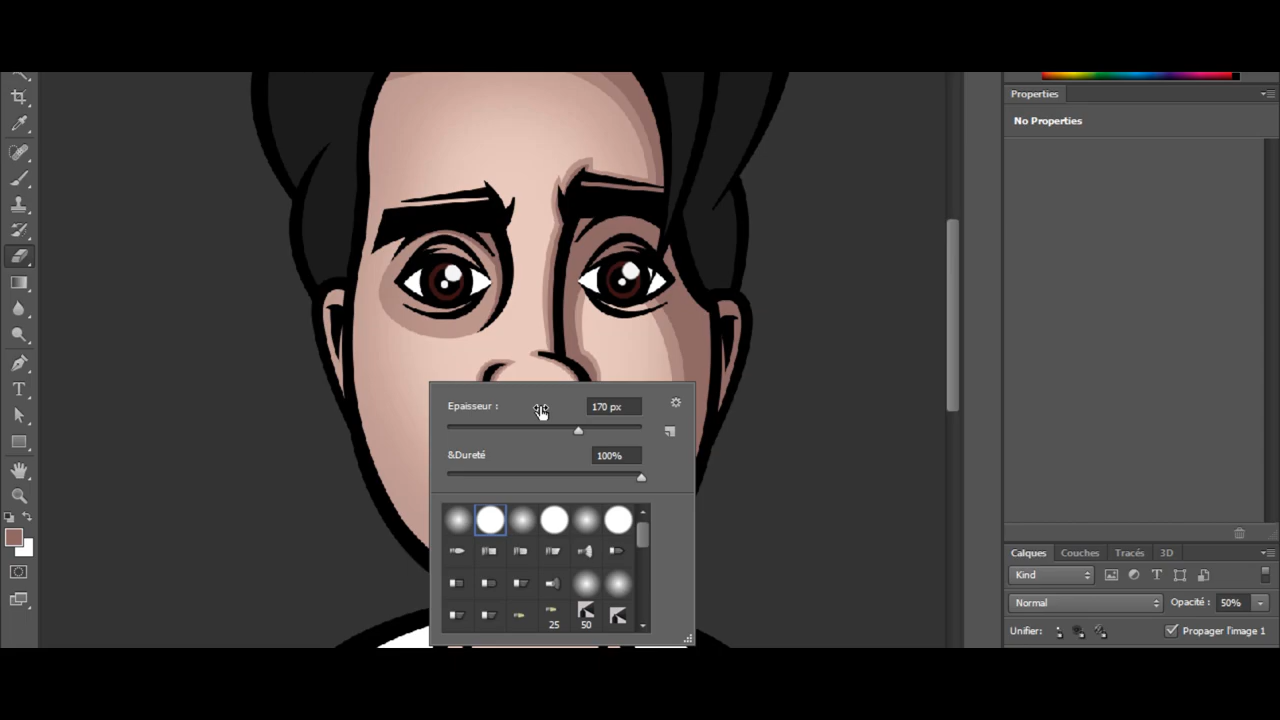 Properties
No Properties
Epaisseur :
170 px
&Dureté
100%
25
50
Calques
Couches
Tracés
3D
Kind
Normal
Opacité :
50%
Unifier:
Propager l'image 1